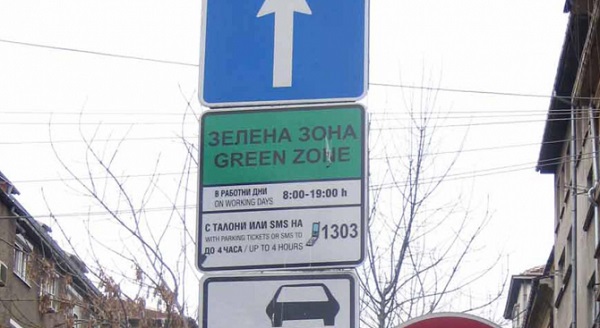 ЗЕЛЕНА ЗОНА
GREEN ZONE
В РАБОТНИ ДНИ
ON WORKING DAYS
8:00-19:00 h
С ТАЛОНИ ИЛИ SMS НА
WITH PARKING TICKETS OR SMS TO
1303
ДО 4 ЧАСА / UP TO 4 HOURS